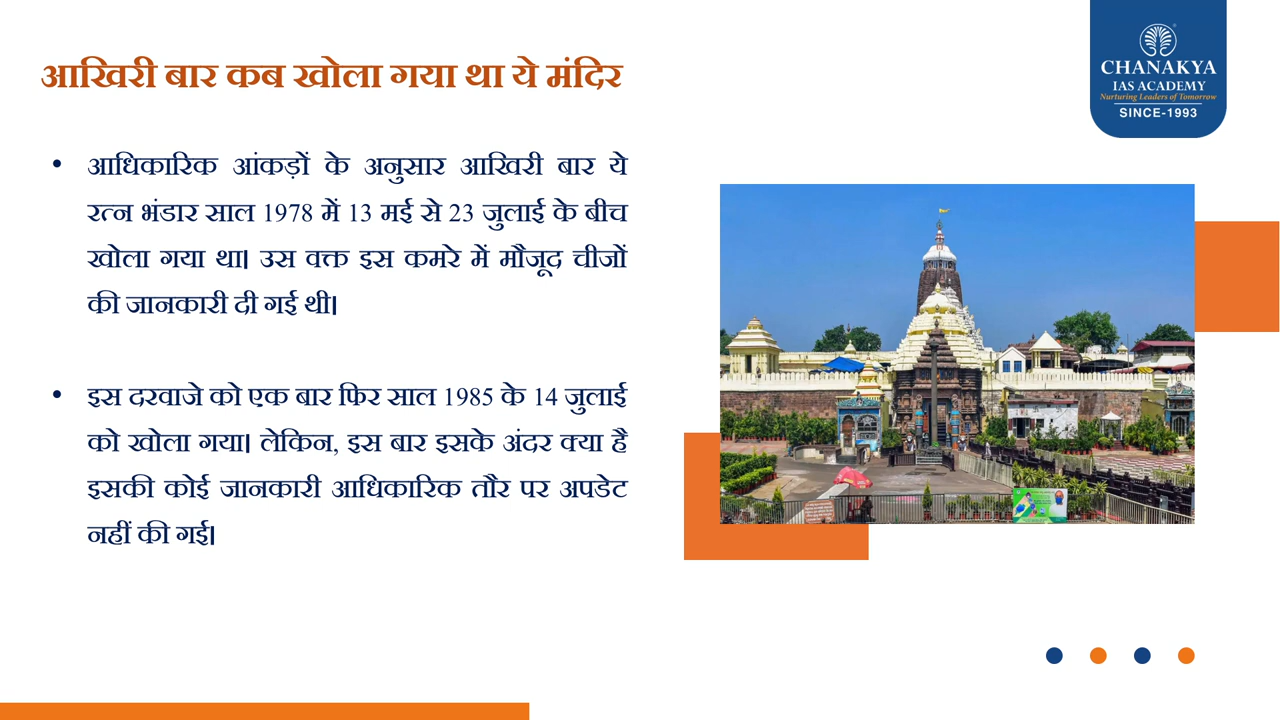 आखिरी बार कब खोला गया था ये मंदिर
CHANAKYA
IAS ACADEMY
Nurturing Leaders of Tomorrow
SINCE-1993
• आधिकारिक आंकड़ों के अनुसार आखिरी बार ये
रत्न भंडार साल 1978 में 13 मई से 23 जुलाई के बीच
खोला गया था। उस वक्त इस कमरे में मौजूद चीजों
की जानकारी दी गई थी।
• इस दरवाजे को एक बार फिर साल 1985 के 14 जुलाई
को खोला गया। लेकिन, इस बार इसके अंदर क्या है
इसकी कोई जानकारी आधिकारिक तौर पर अपडेट
नहीं की गई।